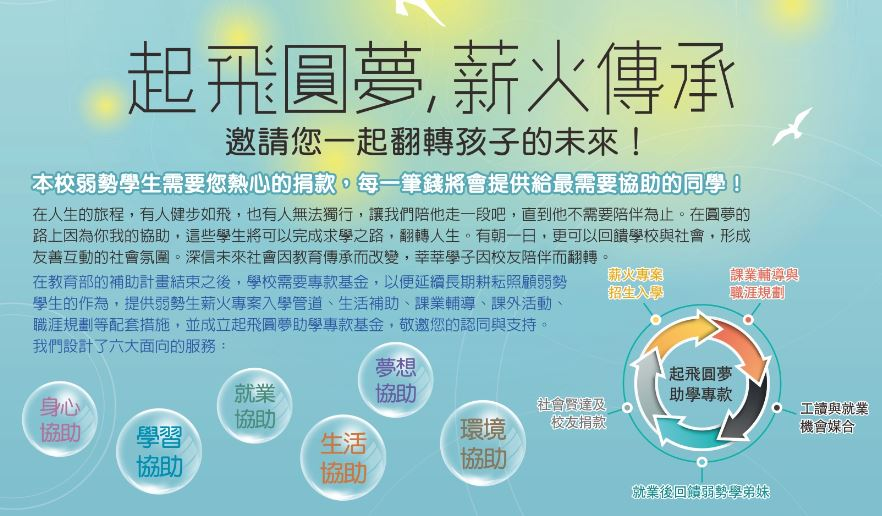 起飛圓夢,薪火傳承
邀請您一起翻轉孩子的未來！
本校弱勢學生需要您熱心的捐款，每一筆錢將會提供給最需要協助的同學！
在人生的旅程，有人健步如飛，也有人無法獨行，讓我們陪他走一段吧，直到他不需要陪伴為止。在圓夢的
路上因為你我的協助，這些學生將可以完成求學之路，翻轉人生。有朝一日，更可以回饋學校與社會，形成
友善互動的社會氛圍。深信未來社會因教育傳承而改變，莘莘學子因校友陪伴而翻轉。
在教育部的補助計畫結束之後，學校需要專款基金，以便延續長期耕耘照顧弱勢
學生的作為，提供弱勢生薪火專案入學管道、生活補助、課業輔導、課外活動、
職涯規劃等配套措施，並成立起飛圓夢助學專款基金，敬邀您的認同與支持。
我們設計了六大面向的服務：
身心
協助
學習
協助
就業
協助
生活
協助
夢想
協助
環境
協助
薪火專案
招生入學
課業輔導與
職涯規劃
起飛圓夢
助學專款
社會賢達及
校友捐款
工讀與就業
機會媒合
就業後回饋弱勢學弟妹